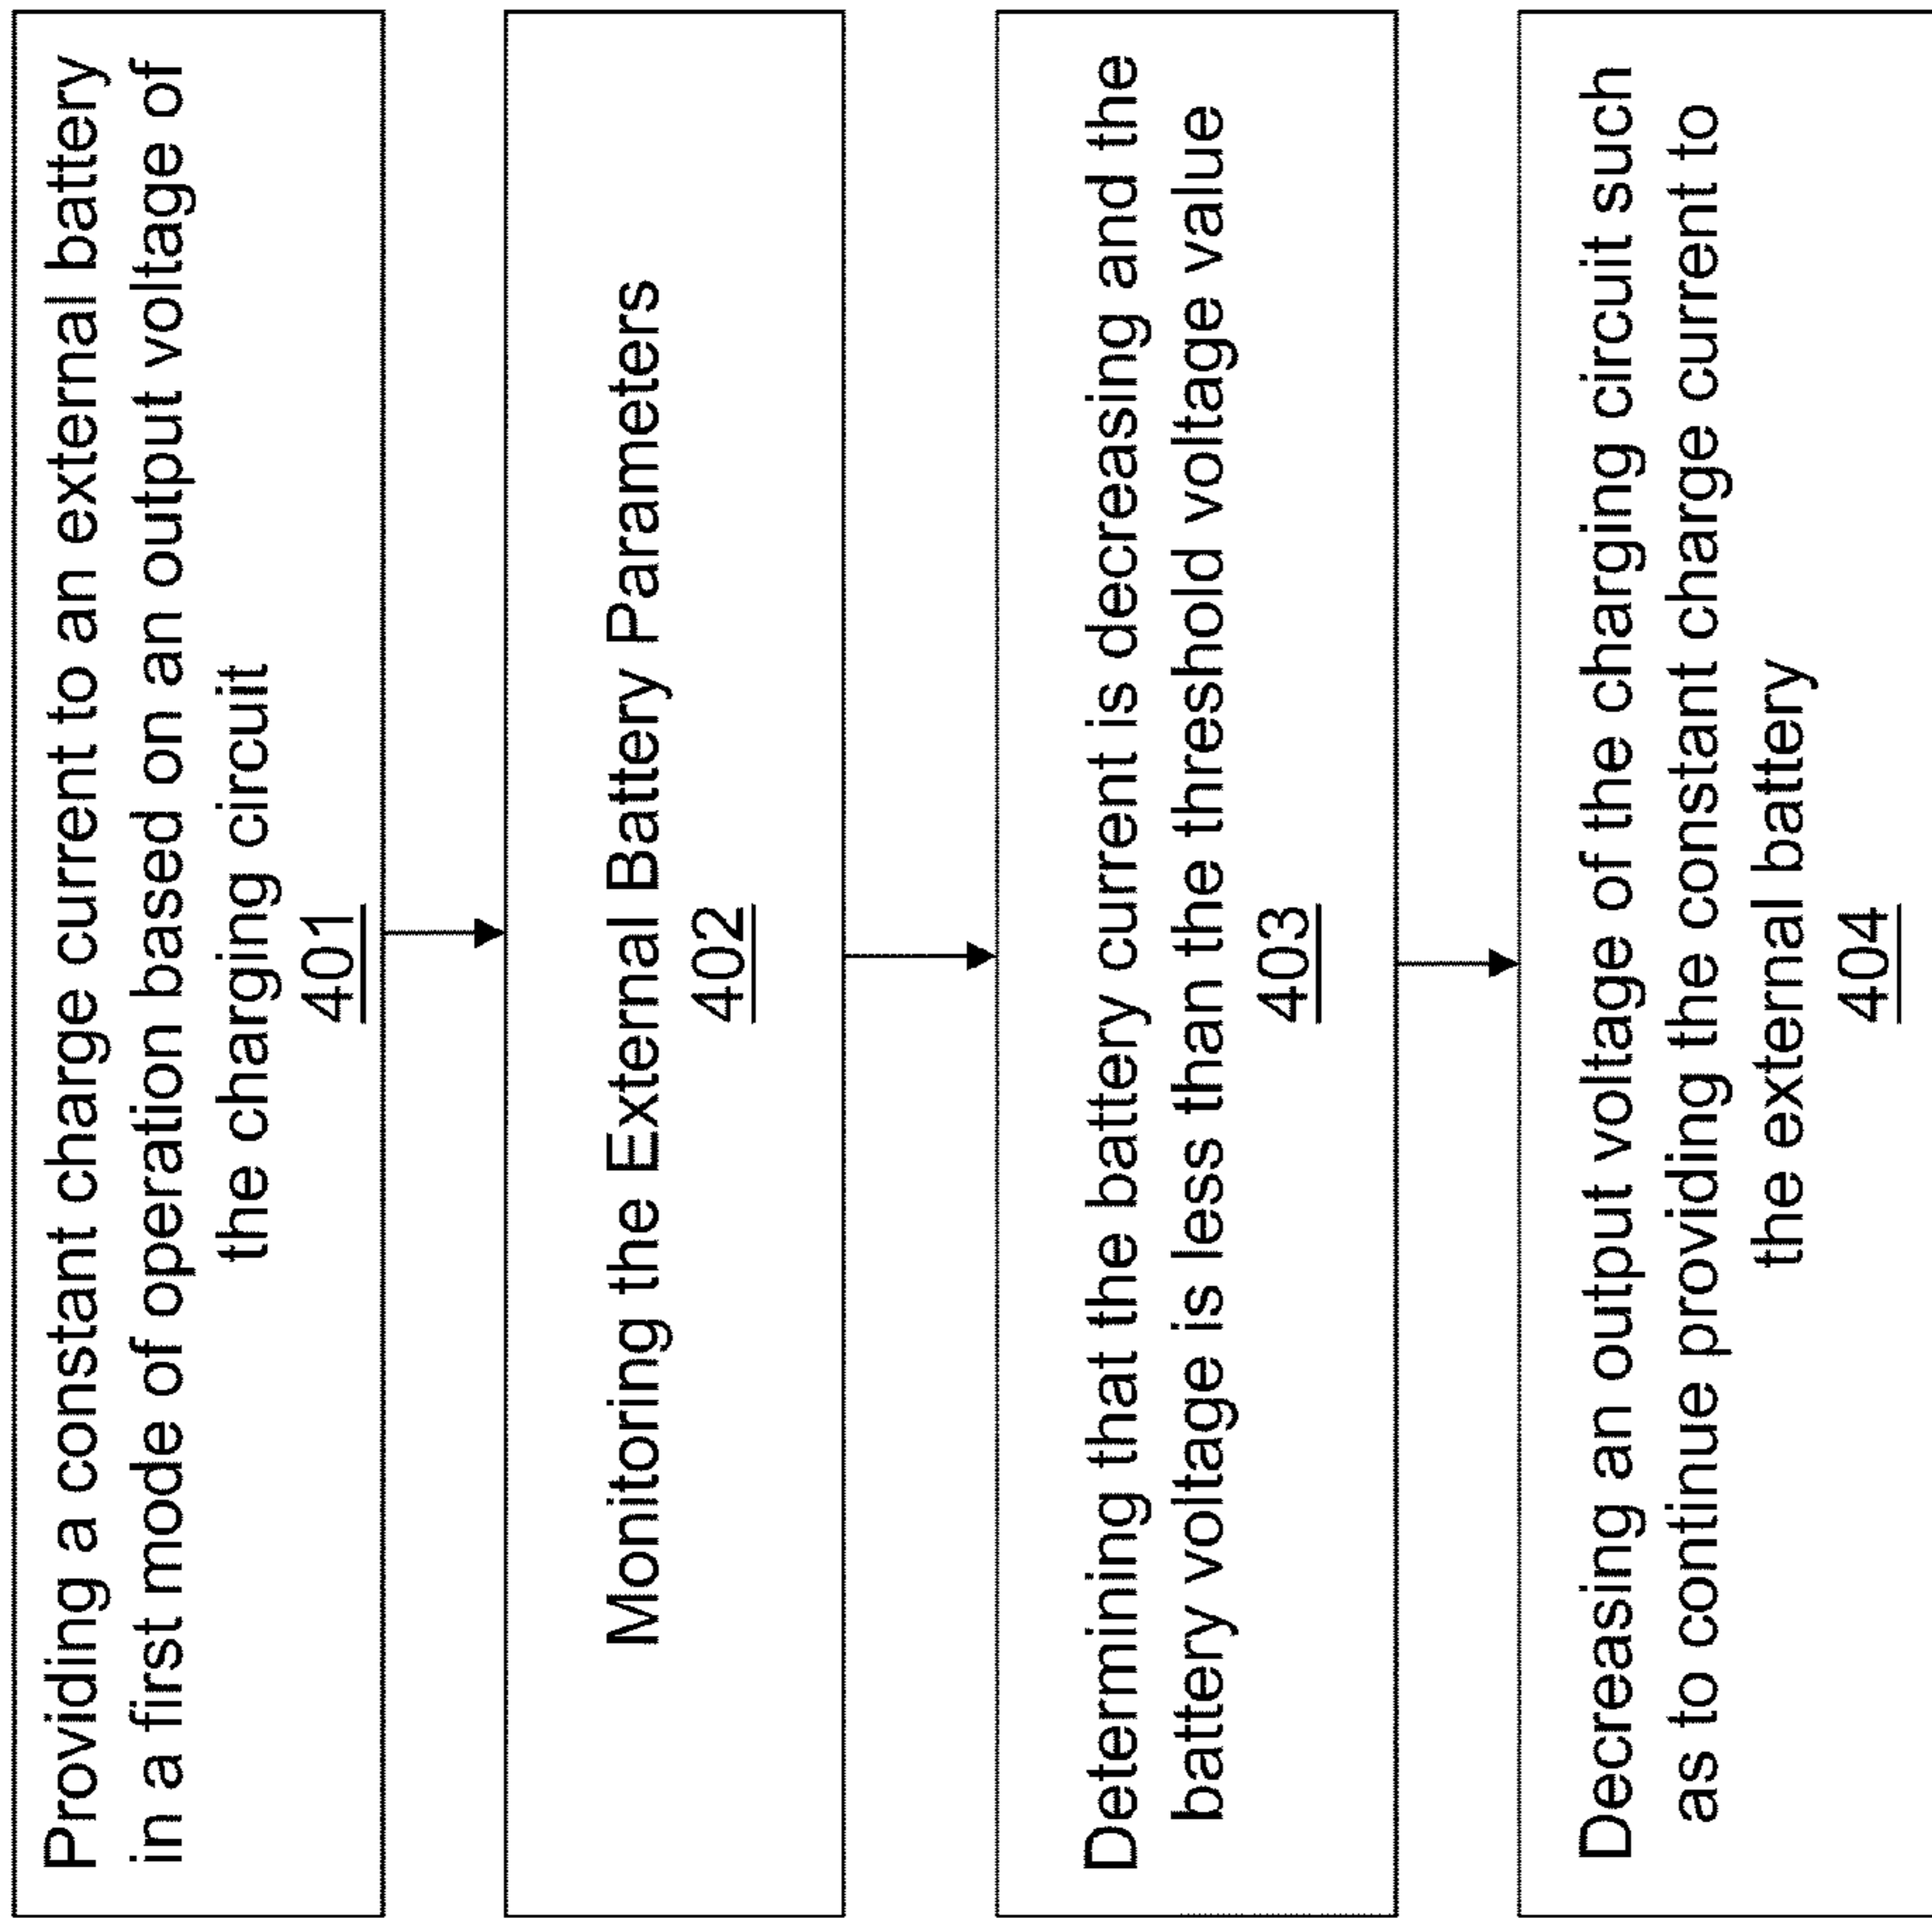 Providing a constant charge current to an external battery
in a first mode of operation based on an output voltage of
the charging circuit
401
Monitoring the External Battery Parameters
402
Determining that the battery current is decreasing and the
battery voltage is less than the threshold voltage value
403
Decreasing an output voltage of the charging circuit such
as to continue providing the constant charge current to
the external battery
404